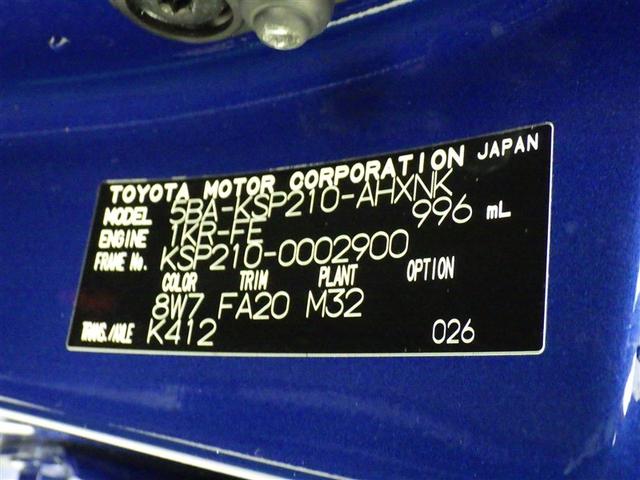 TOYOTA MOTOR CORPORATION JAPAN
MODEL 5BA-KSP210-AHXNK
ENGINE 1KR-FE 996 mL
FRAME No. KSP210-0002900
COLOR TRIM PLANT OPTION
8W7 FA20 M32
TRANS./AXLE K412 026